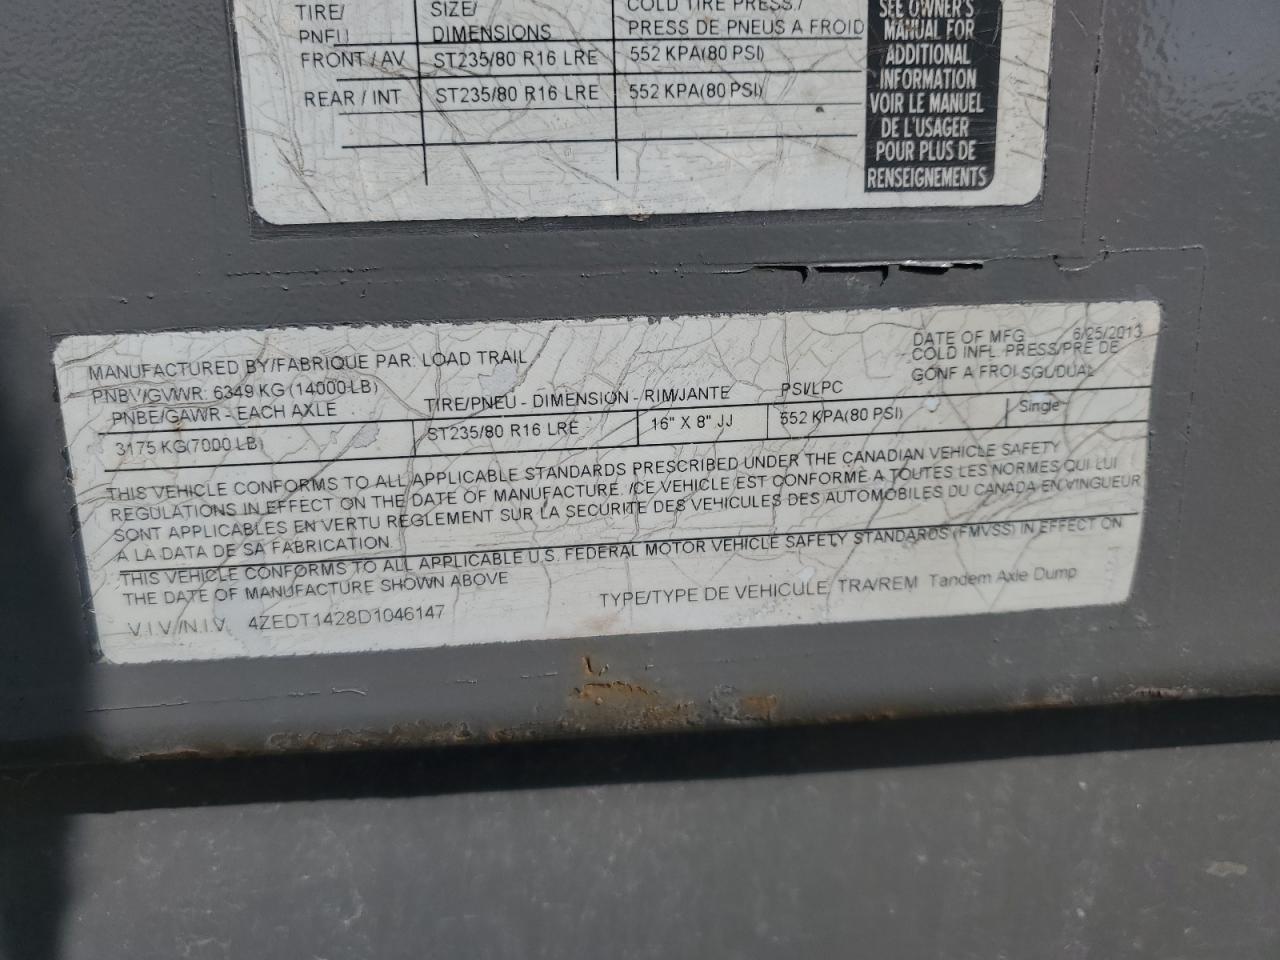 TIRE/ SIZE/ COLD TIRE PRESS./
PNEU DIMENSIONS PRESS DE PNEUS A FROID
FRONT / AV ST235/80 R16 LRE 552 KPA(80 PSI)
REAR / INT ST235/80 R16 LRE 552 KPA(80 PSI)
SEE OWNER'S
MANUAL FOR
ADDITIONAL
INFORMATION
VOIR LE MANUEL
DE L'USAGER
POUR PLUS DE
RENSEIGNEMENTS
MANUFACTURED BY/FABRIQUE PAR: LOAD TRAIL DATE OF MFG 6/25/2013
PNBV/GVWR: 6349 KG (14000 LB) COLD INFL. PRESS/PRE DE
PNBE/GAWR - EACH AXLE TIRE/PNEU - DIMENSION - RIM/JANTE PSI/LPC GONF A FROI SGL/DUAL
3175 KG(7000 LB) ST235/80 R16 LRE 16" X 8" JJ 552 KPA(80 PSI) Single
THIS VEHICLE CONFORMS TO ALL APPLICABLE STANDARDS PRESCRIBED UNDER THE CANADIAN VEHICLE SAFETY
REGULATIONS IN EFFECT ON THE DATE OF MANUFACTURE. /CE VEHICLE EST CONFORME A TOUTES LES NORMES QUI LUI
SONT APPLICABLES EN VERTU REGLEMENT SUR LA SECURITE DES VEHICULES DES AUTOMOBILES DU CANADA EN VINGUEUR
A LA DATA DE SA FABRICATION
THIS VEHICLE CONFORMS TO ALL APPLICABLE U.S. FEDERAL MOTOR VEHICLE SAFETY STANDARDS (FMVSS) IN EFFECT ON
THE DATE OF MANUFACTURE SHOWN ABOVE
V.I.V./N.I.V. 4ZEDT1428D1046147 TYPE/TYPE DE VEHICULE TRA/REM Tandem Axle Dump